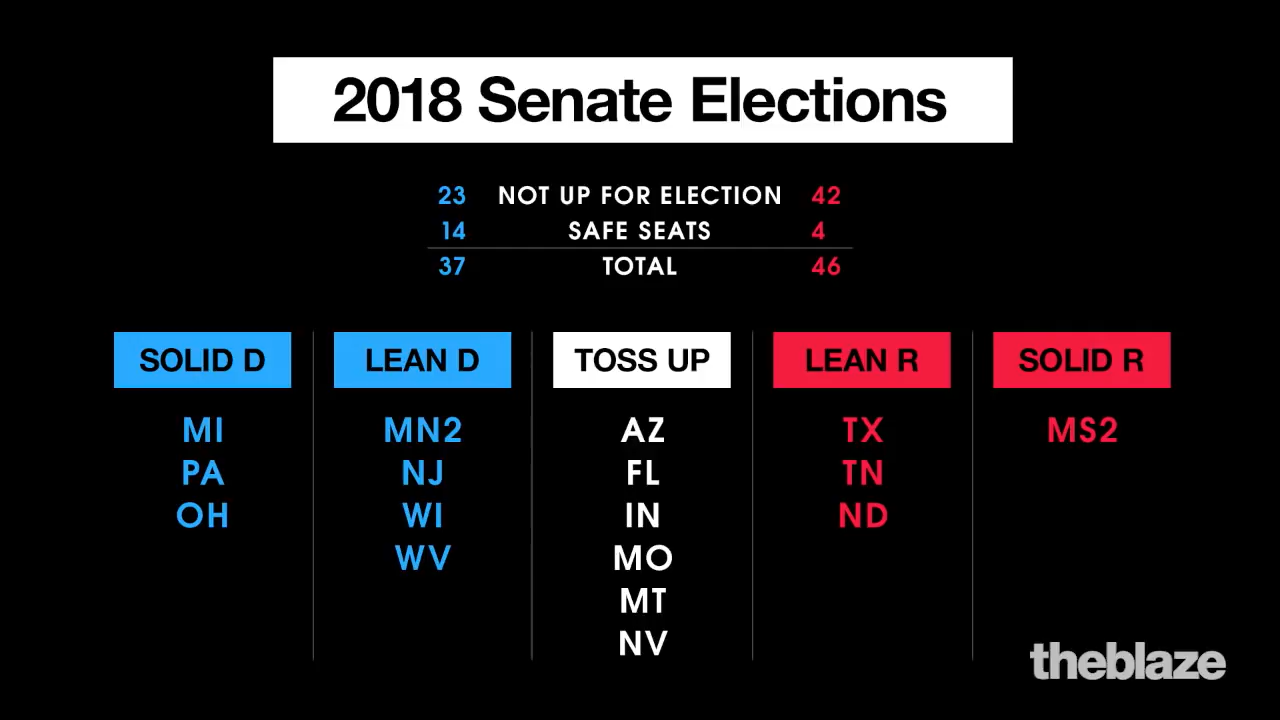 2018 Senate Elections
23 NOT UP FOR ELECTION 42
14 SAFE SEATS 4
37 TOTAL 46
SOLID D
MI
PA
OH
LEAN D
MN2
NJ
WI
WV
TOSS UP
AZ
FL
IN
MO
MT
NV
LEAN R
TX
TN
ND
SOLID R
MS2
theblaze